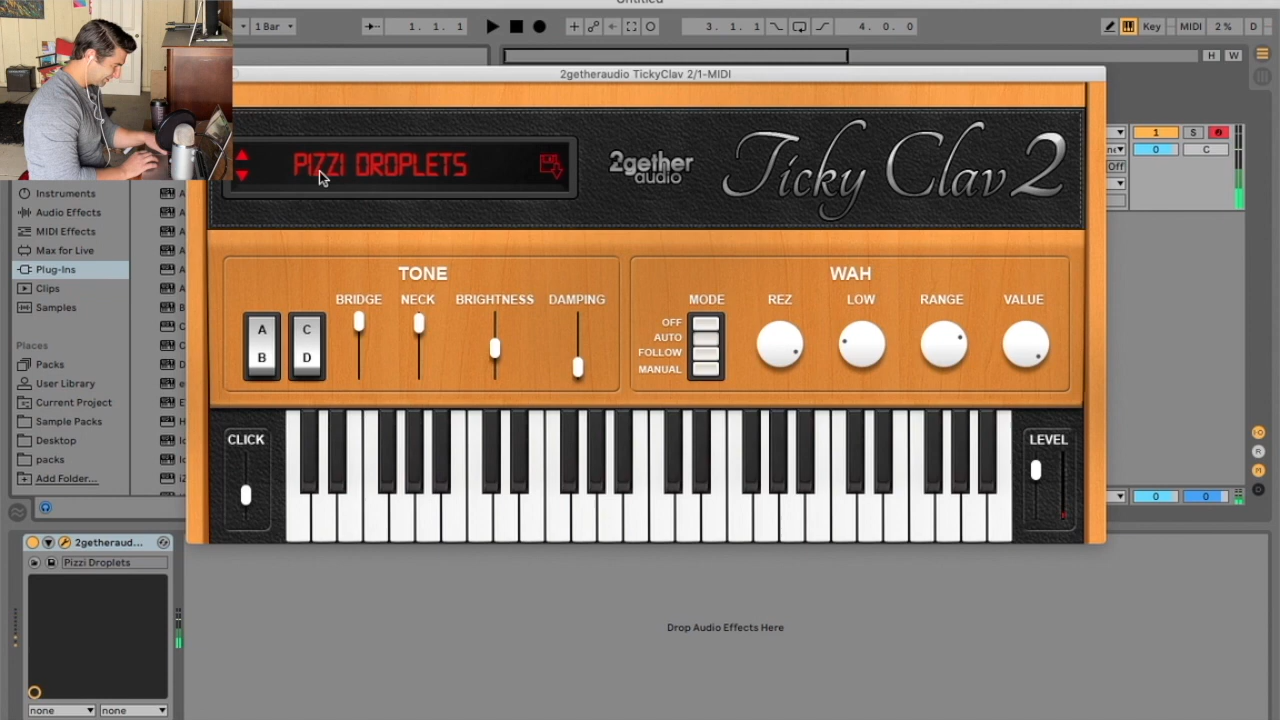 Untitled
1 Bar
1. 1. 1
3. 1. 1
4. 0. 0
Key
MIDI
2 %
D
H
W
2getheraudio TickyClav 2/1-MIDI
PIZZI DROPLETS
2gether audio
Ticky Clav 2
1
S
0
C
Off
Instruments
Audio Effects
MIDI Effects
Max for Live
Plug-Ins
Clips
Samples
Places
Packs
User Library
Current Project
Sample Packs
Desktop
packs
Add Folder...
TONE
BRIDGE
NECK
BRIGHTNESS
DAMPING
A
B
C
D
WAH
MODE
REZ
LOW
RANGE
VALUE
OFF
AUTO
FOLLOW
MANUAL
CLICK
LEVEL
0
0
2getheraud...
Pizzi Droplets
none
none
Drop Audio Effects Here